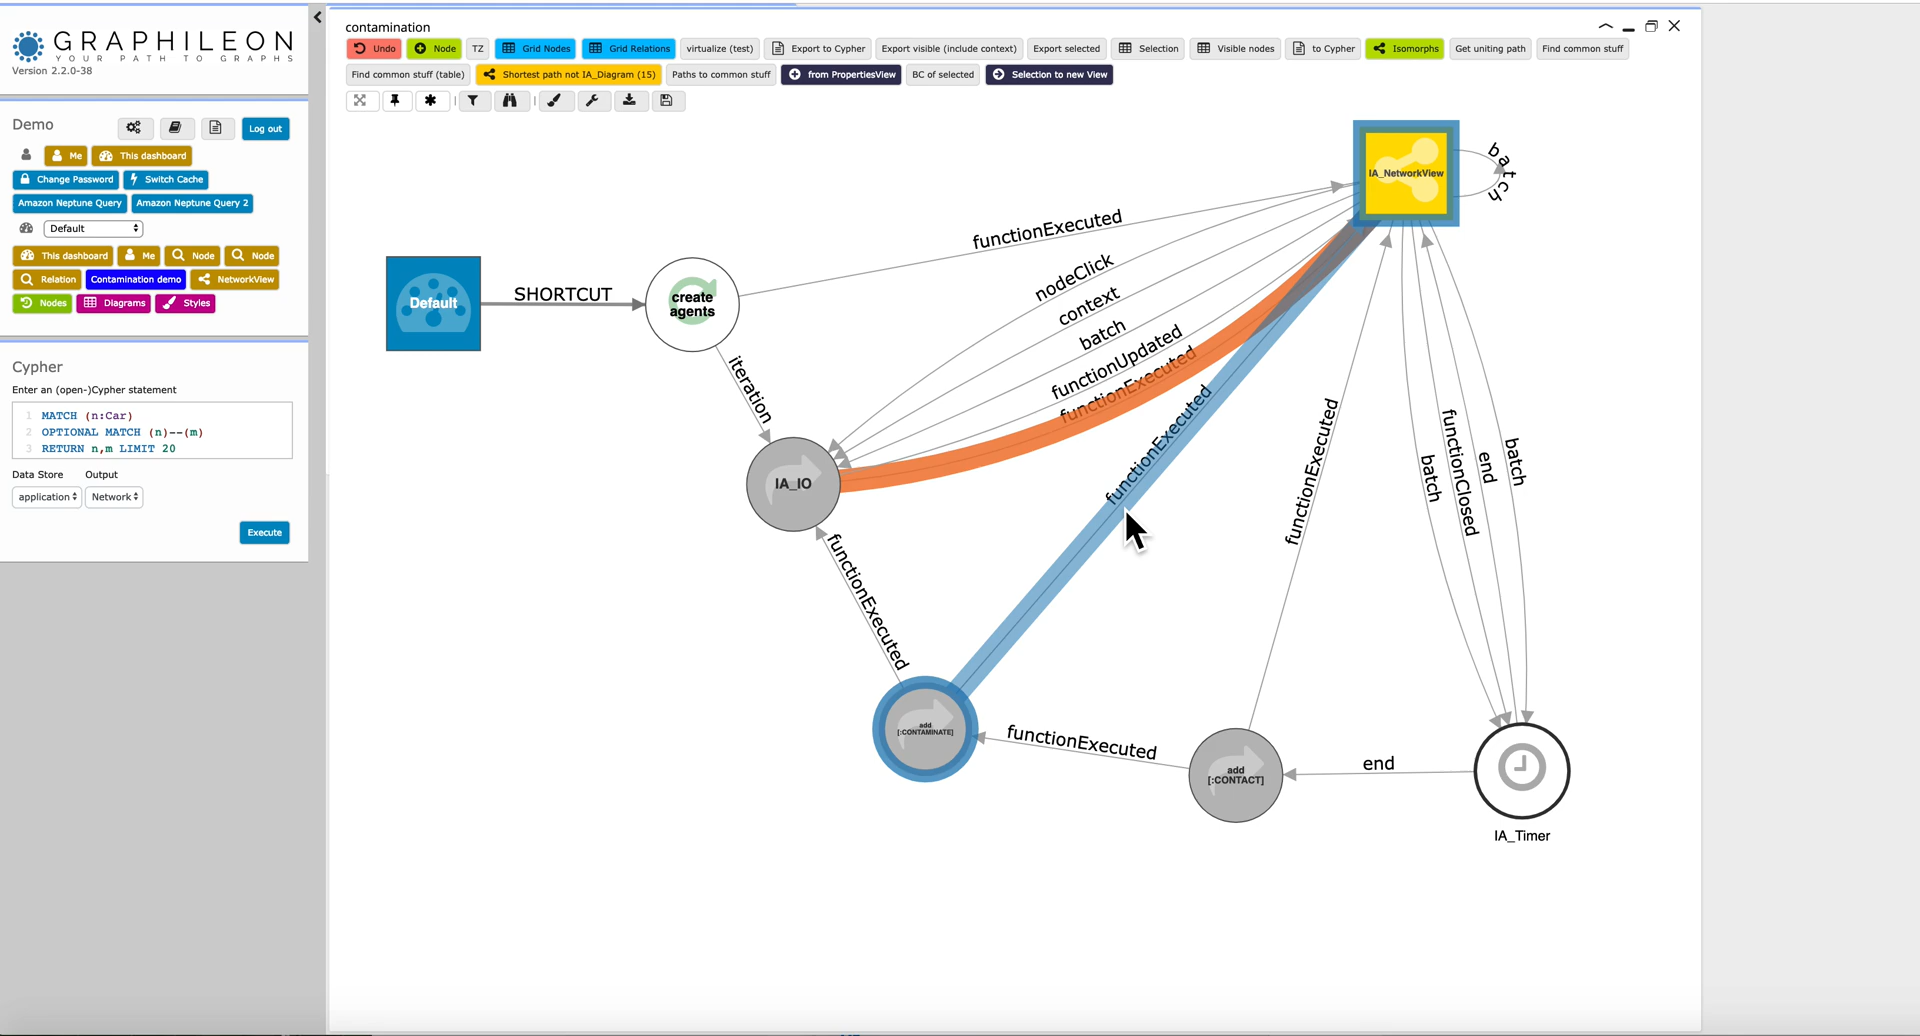 GRAPHILEON
YOUR PATH TO GRAPHS
Version 2.2.0-38
Demo
Log out
Me
This dashboard
Change Password
Switch Cache
Amazon Neptune Query
Amazon Neptune Query 2
Default
This dashboard
Me
Node
Node
Relation
Contamination demo
NetworkView
Nodes
Diagrams
Styles
Cypher
Enter an (open-)Cypher statement
1 MATCH (n:Car)
2 OPTIONAL MATCH (n)--(m)
3 RETURN n,m LIMIT 20
Data Store
Output
application
Network
Execute
contamination
Undo
Node
TZ
Grid Nodes
Grid Relations
virtualize (test)
Export to Cypher
Export visible (include context)
Export selected
Selection
Visible nodes
to Cypher
Isomorphs
Get uniting path
Find common stuff
Find common stuff (table)
Shortest path not IA_Diagram (15)
Paths to common stuff
from PropertiesView
BC of selected
Selection to new View
IA_NetworkView
batch
functionExecuted
nodeClick
context
batch
functionUpdated
functionExecuted
functionExecuted
Default
SHORTCUT
create
agents
iteration
IA_IO
functionExecuted
functionExecuted
batch
functionClosed
end
batch
add
[:CONTAMINATE]
functionExecuted
add
[:CONTACT]
end
IA_Timer